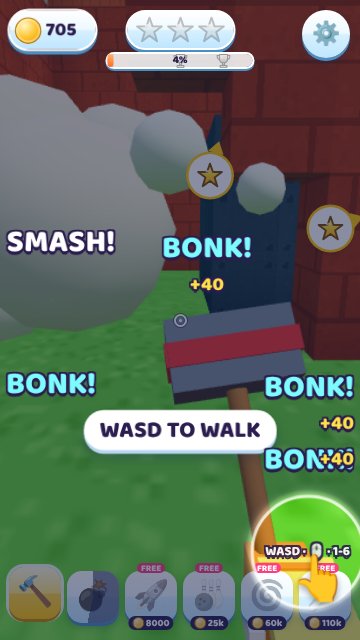 705
4%
SMASH!
BONK!
+40
BONK!
BONK!
+40
WASD TO WALK
+40
WASD · · 1-6
FREE
FREE
FREE
FREE
8000
25k
60k
110k